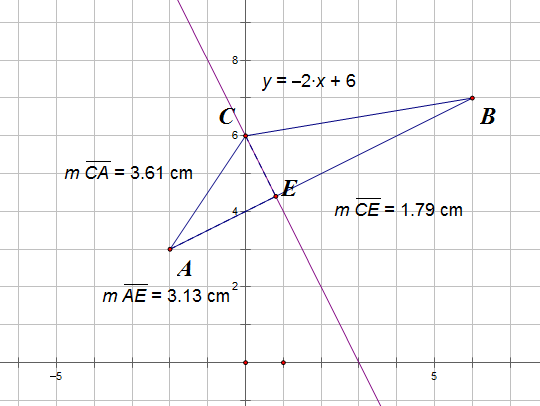 8
y = –2·x + 6
B
C
6
m CA = 3.61 cm
E
4
m CE = 1.79 cm
A
m AE = 3.13 cm
2
–5
5